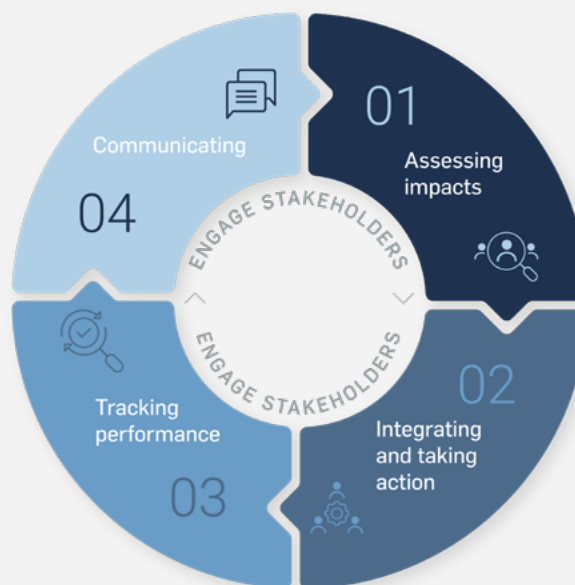 01
Assessing
impacts
02
Integrating
and taking
action
03
Tracking
performance
04
Communicating
ENGAGE STAKEHOLDERS
ENGAGE STAKEHOLDERS